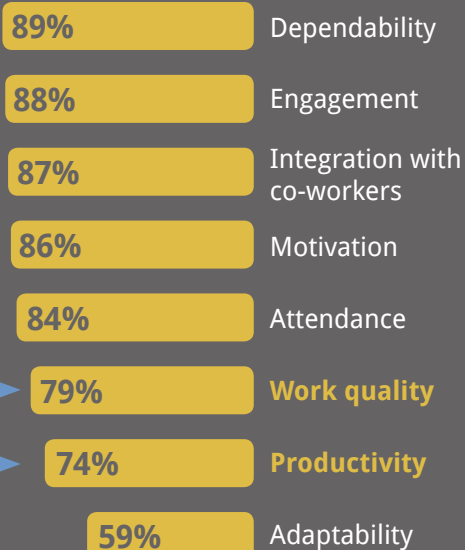 89% Dependability
88% Engagement
87% Integration with
co-workers
86% Motivation
84% Attendance
79% Work quality
74% Productivity
59% Adaptability